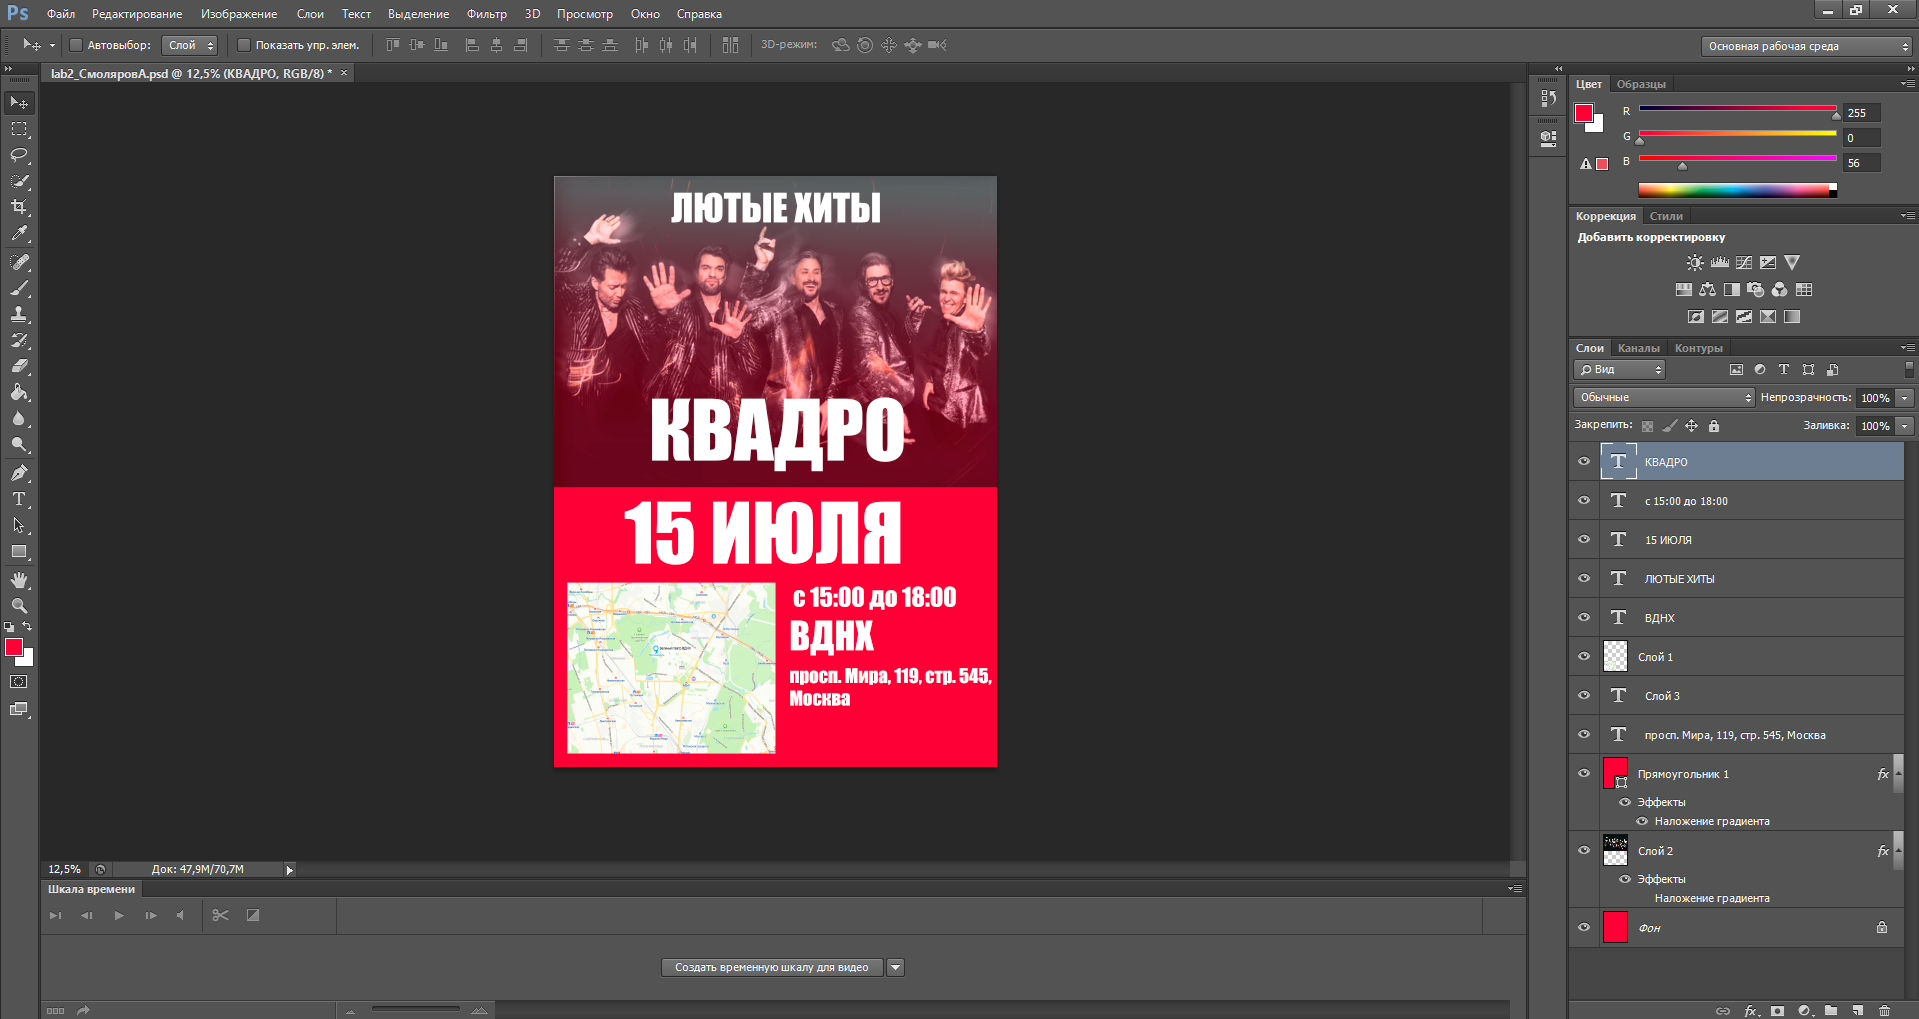 Ps Файл Редактирование Изображение Слои Текст Выделение Фильтр 3D Просмотр Окно Справка
Автовыбор: Слой Показать упр. элем. 3D-режим: Основная рабочая среда
lab2_СмоляровА.psd @ 12,5% (КВАДРО, RGB/8) * ×
ЛЮТЫЕ ХИТЫ
КВАДРО
15 ИЮЛЯ
с 15:00 до 18:00
ВДНХ
просп. Мира, 119, стр. 545,
Москва
12,5% Док: 47,9M/70,7M
Шкала времени
Создать временную шкалу для видео
Цвет Образцы
R 255
G 0
B 56
Коррекция Стили
Добавить корректировку
Слои Каналы Контуры
Вид
Обычные Непрозрачность: 100%
Закрепить: Заливка: 100%
КВАДРО
с 15:00 до 18:00
15 ИЮЛЯ
ЛЮТЫЕ ХИТЫ
ВДНХ
Слой 1
Слой 3
просп. Мира, 119, стр. 545, Москва
Прямоугольник 1 fx
Эффекты
Наложение градиента
Слой 2 fx
Эффекты
Наложение градиента
Фон
fx